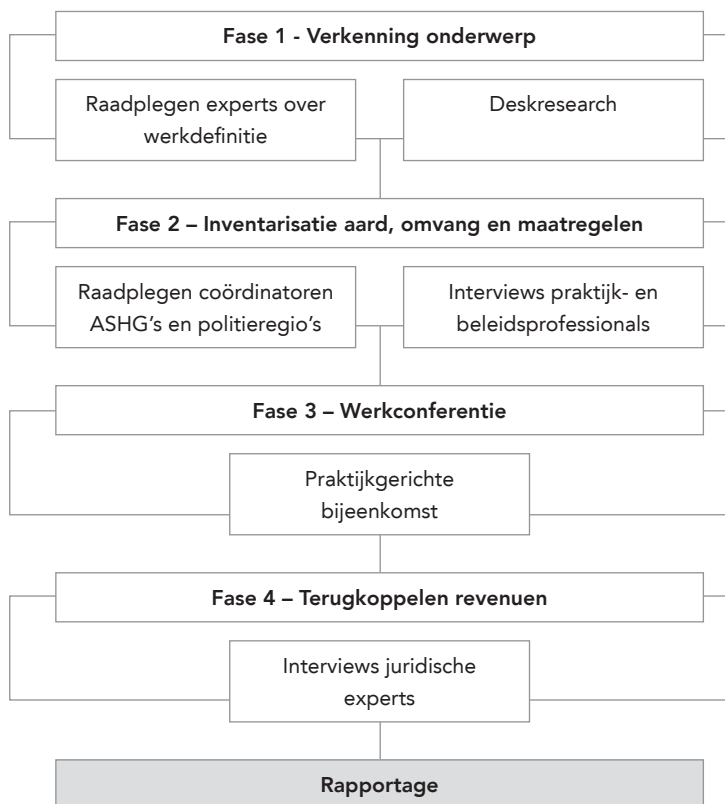 Fase 1 - Verkenning onderwerp
Raadplegen experts over
werkdefinitie
Deskresearch
Fase 2 – Inventarisatie aard, omvang en maatregelen
Raadplegen coördinatoren
ASHG's en politieregio's
Interviews praktijk- en
beleidsprofessionals
Fase 3 – Werkconferentie
Praktijkgerichte
bijeenkomst
Fase 4 – Terugkoppelen revenuen
Interviews juridische
experts
Rapportage